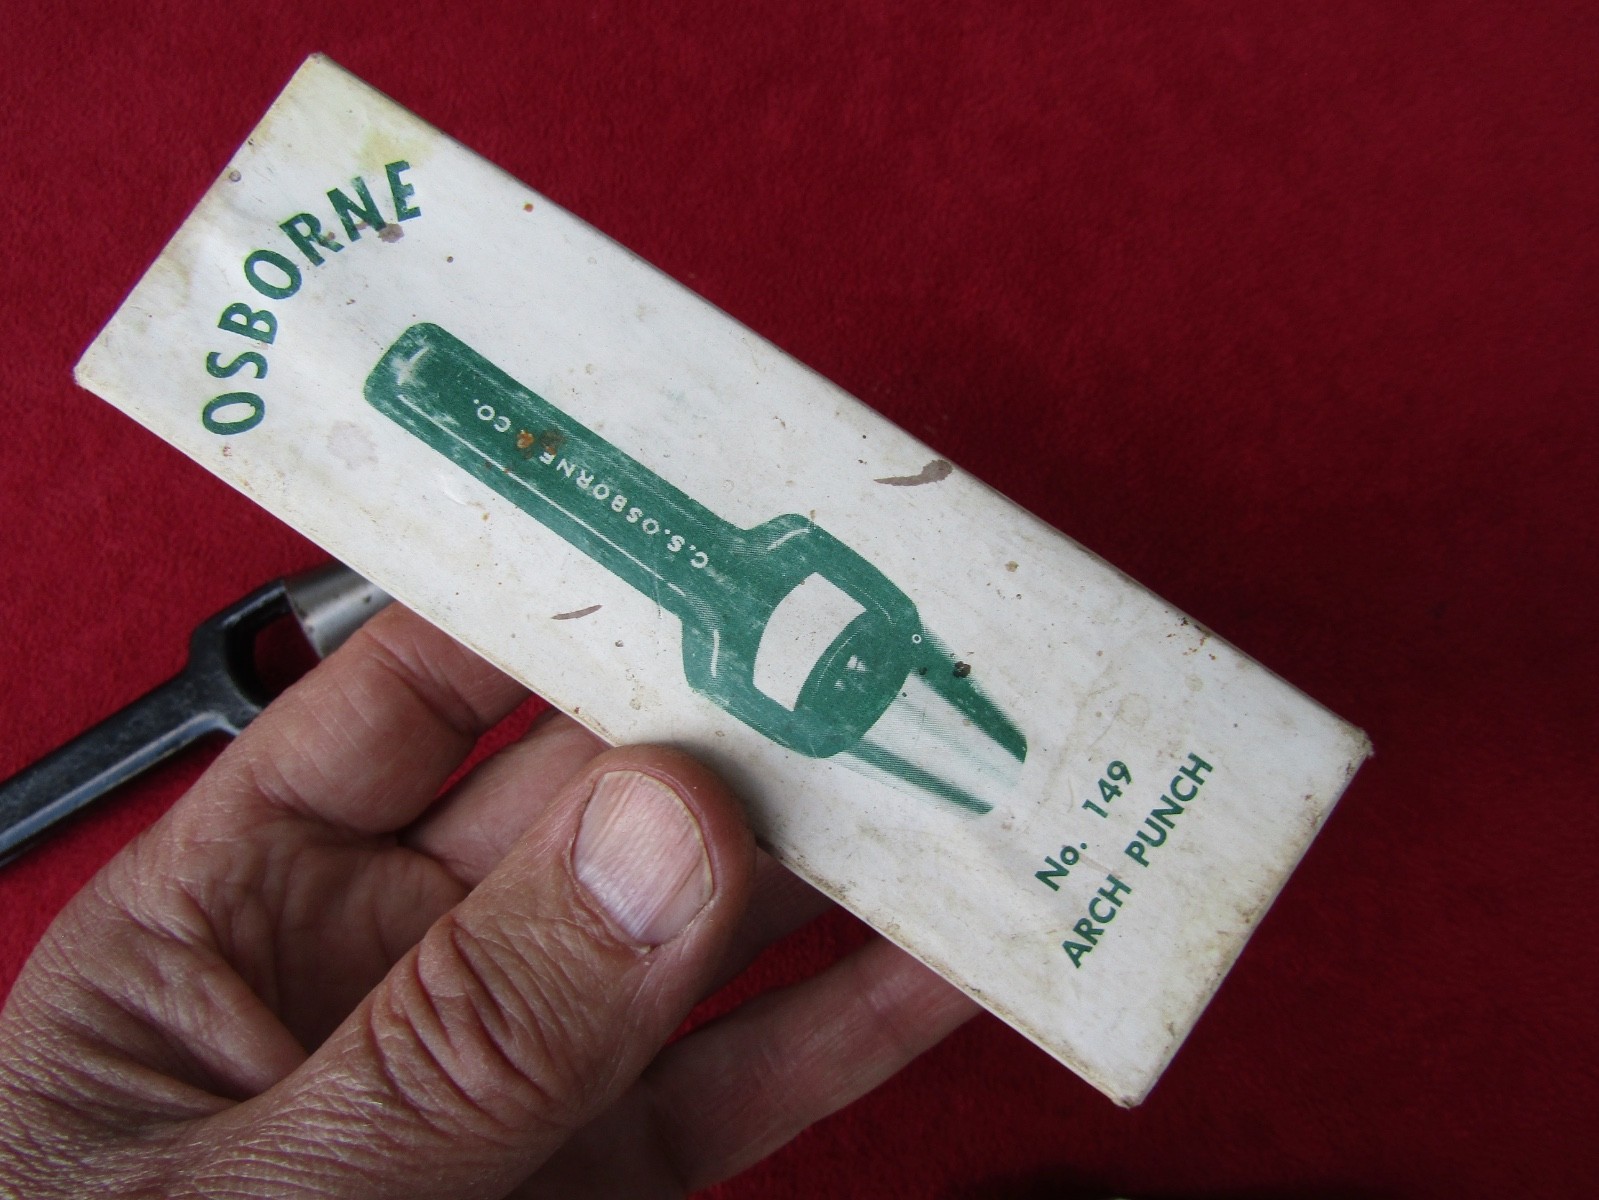 OSBORNE
C.S. OSBORNE & CO.
No. 149
ARCH PUNCH